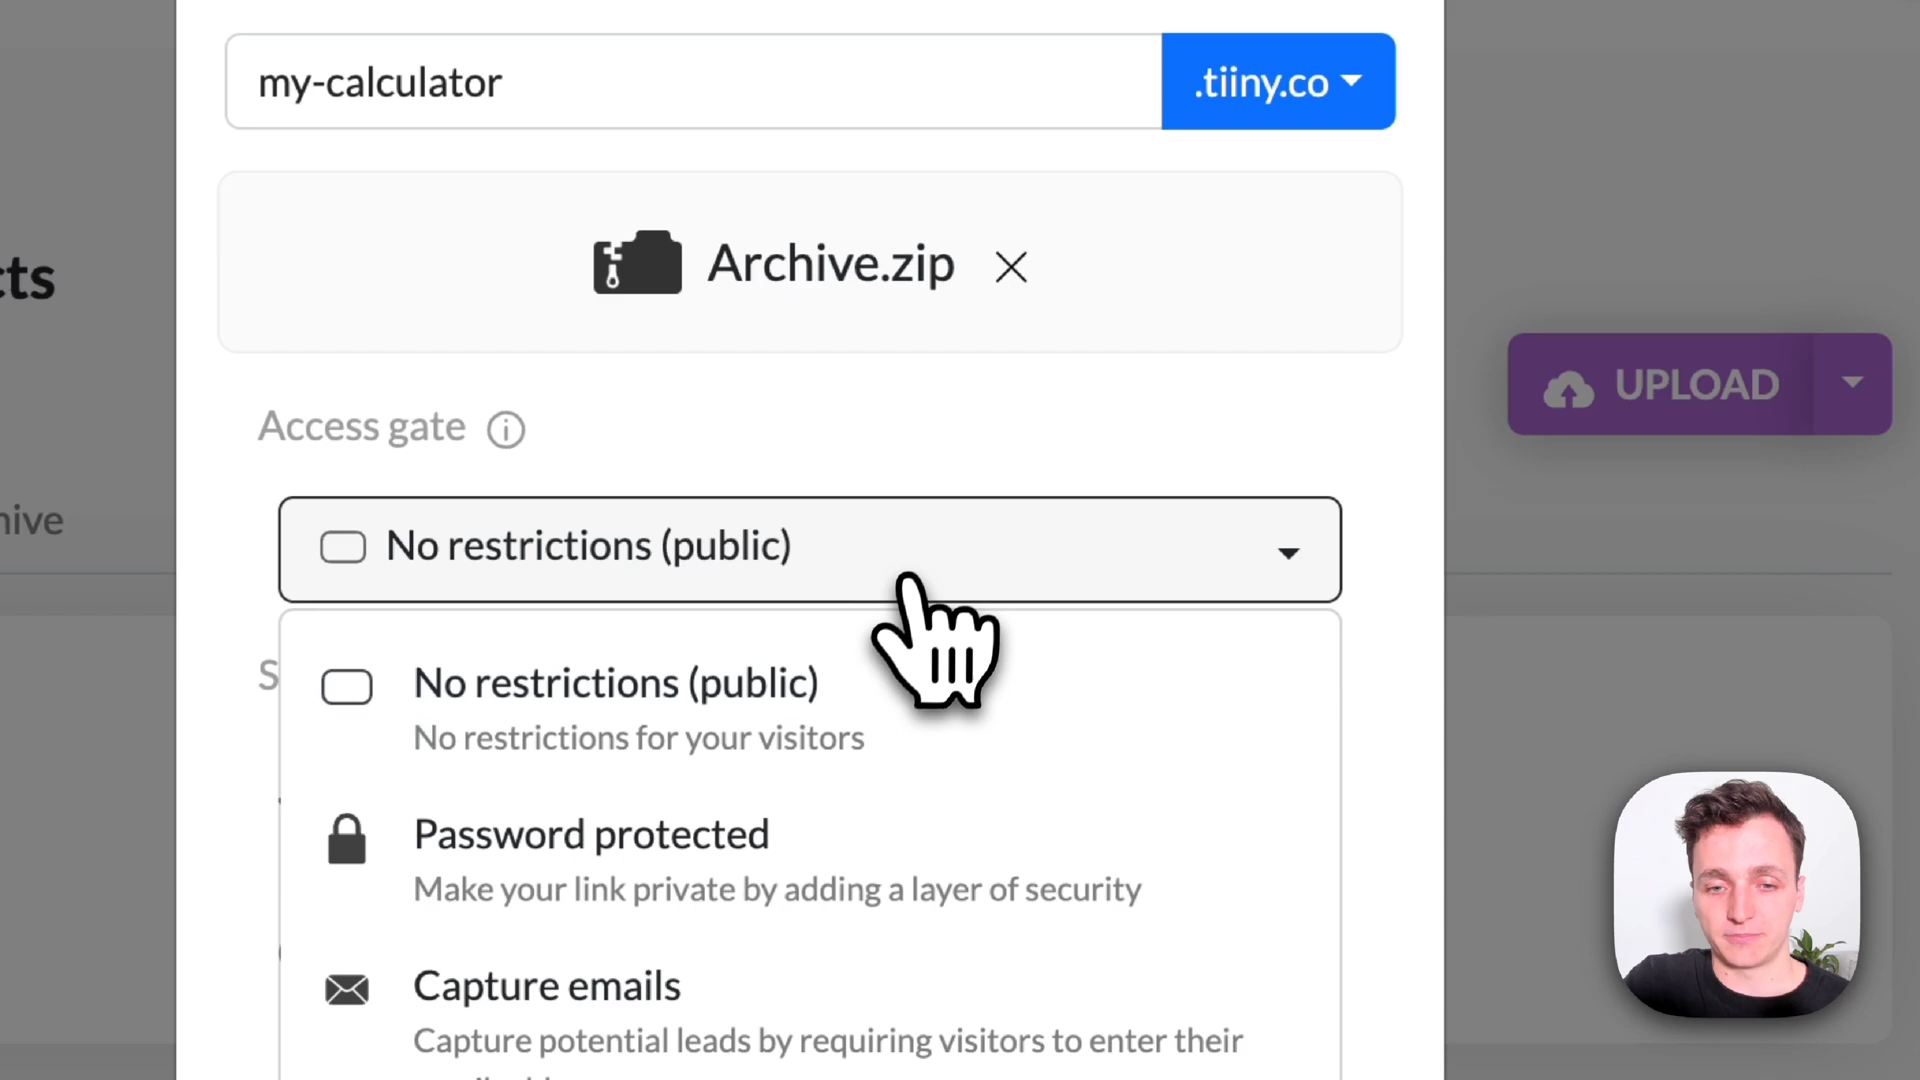 my-calculator
.tiiny.co
Archive.zip
cts
UPLOAD
Access gate
hive
No restrictions (public)
S
No restrictions (public)
No restrictions for your visitors
Password protected
Make your link private by adding a layer of security
Capture emails
Capture potential leads by requiring visitors to enter their